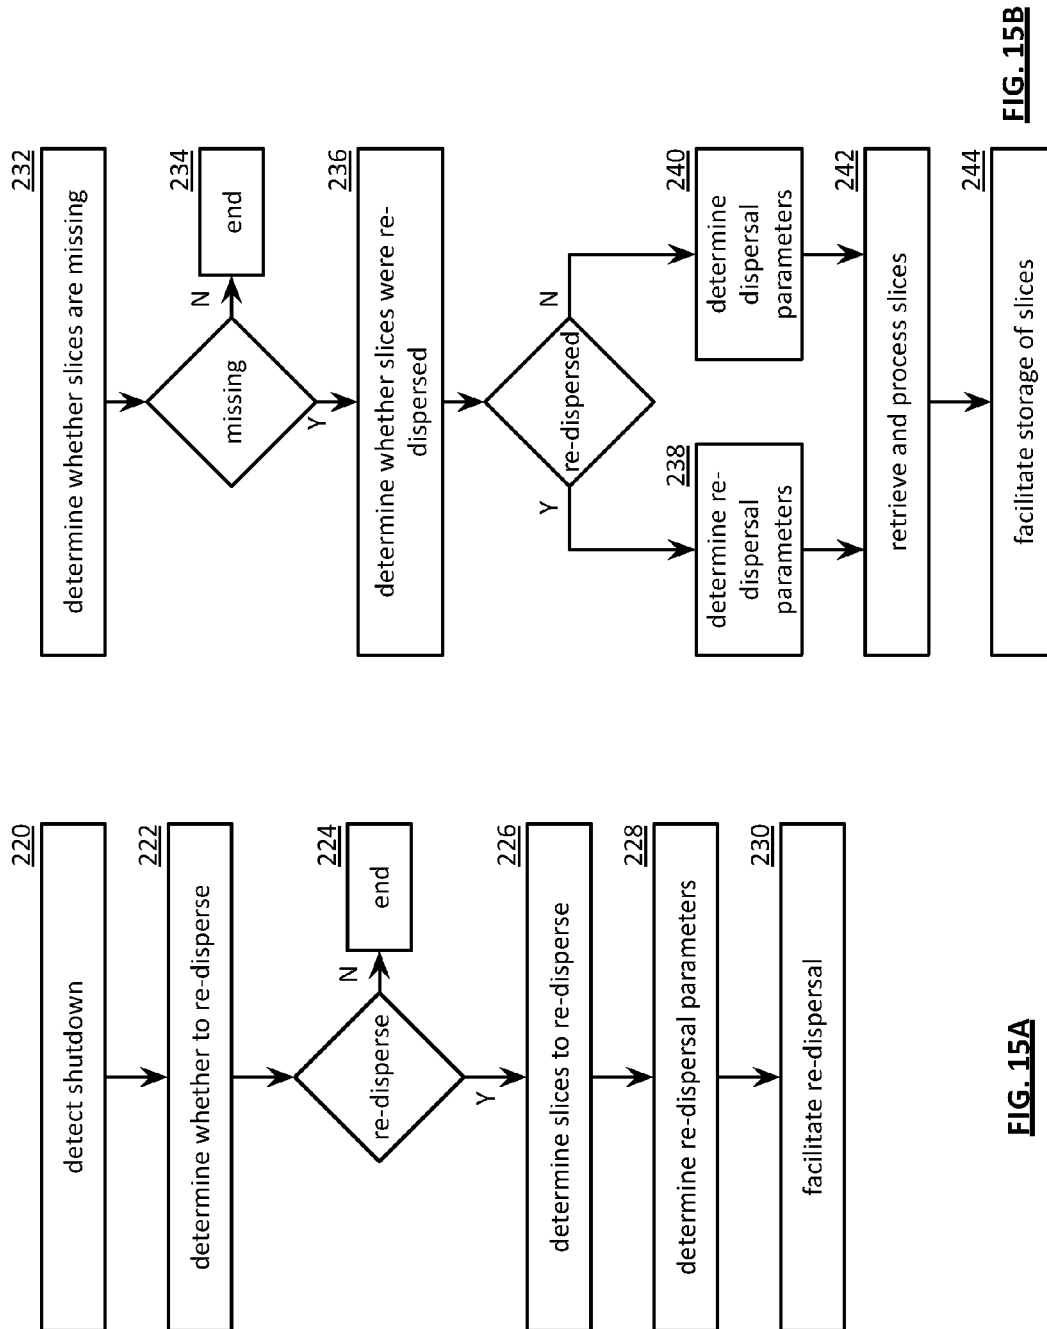 220
detect shutdown
222
determine whether to re-disperse
re-disperse
N
224
end
Y
226
determine slices to re-disperse
228
determine re-dispersal parameters
230
facilitate re-dispersal
FIG. 15A
232
determine whether slices are missing
missing
N
234
end
Y
236
determine whether slices were re-
dispersed
re-dispersed
Y
N
238
determine re-
dispersal
parameters
240
determine
dispersal
parameters
242
retrieve and process slices
244
facilitate storage of slices
FIG. 15B